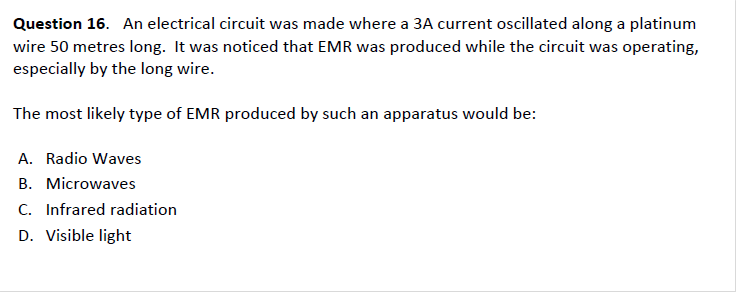 Question 16.  An electrical circuit was made where a 3A current oscillated along a platinum
wire 50 metres long.  It was noticed that EMR was produced while the circuit was operating,
especially by the long wire.
The most likely type of EMR produced by such an apparatus would be:
A.  Radio Waves
B.  Microwaves
C.  Infrared radiation
D.  Visible light